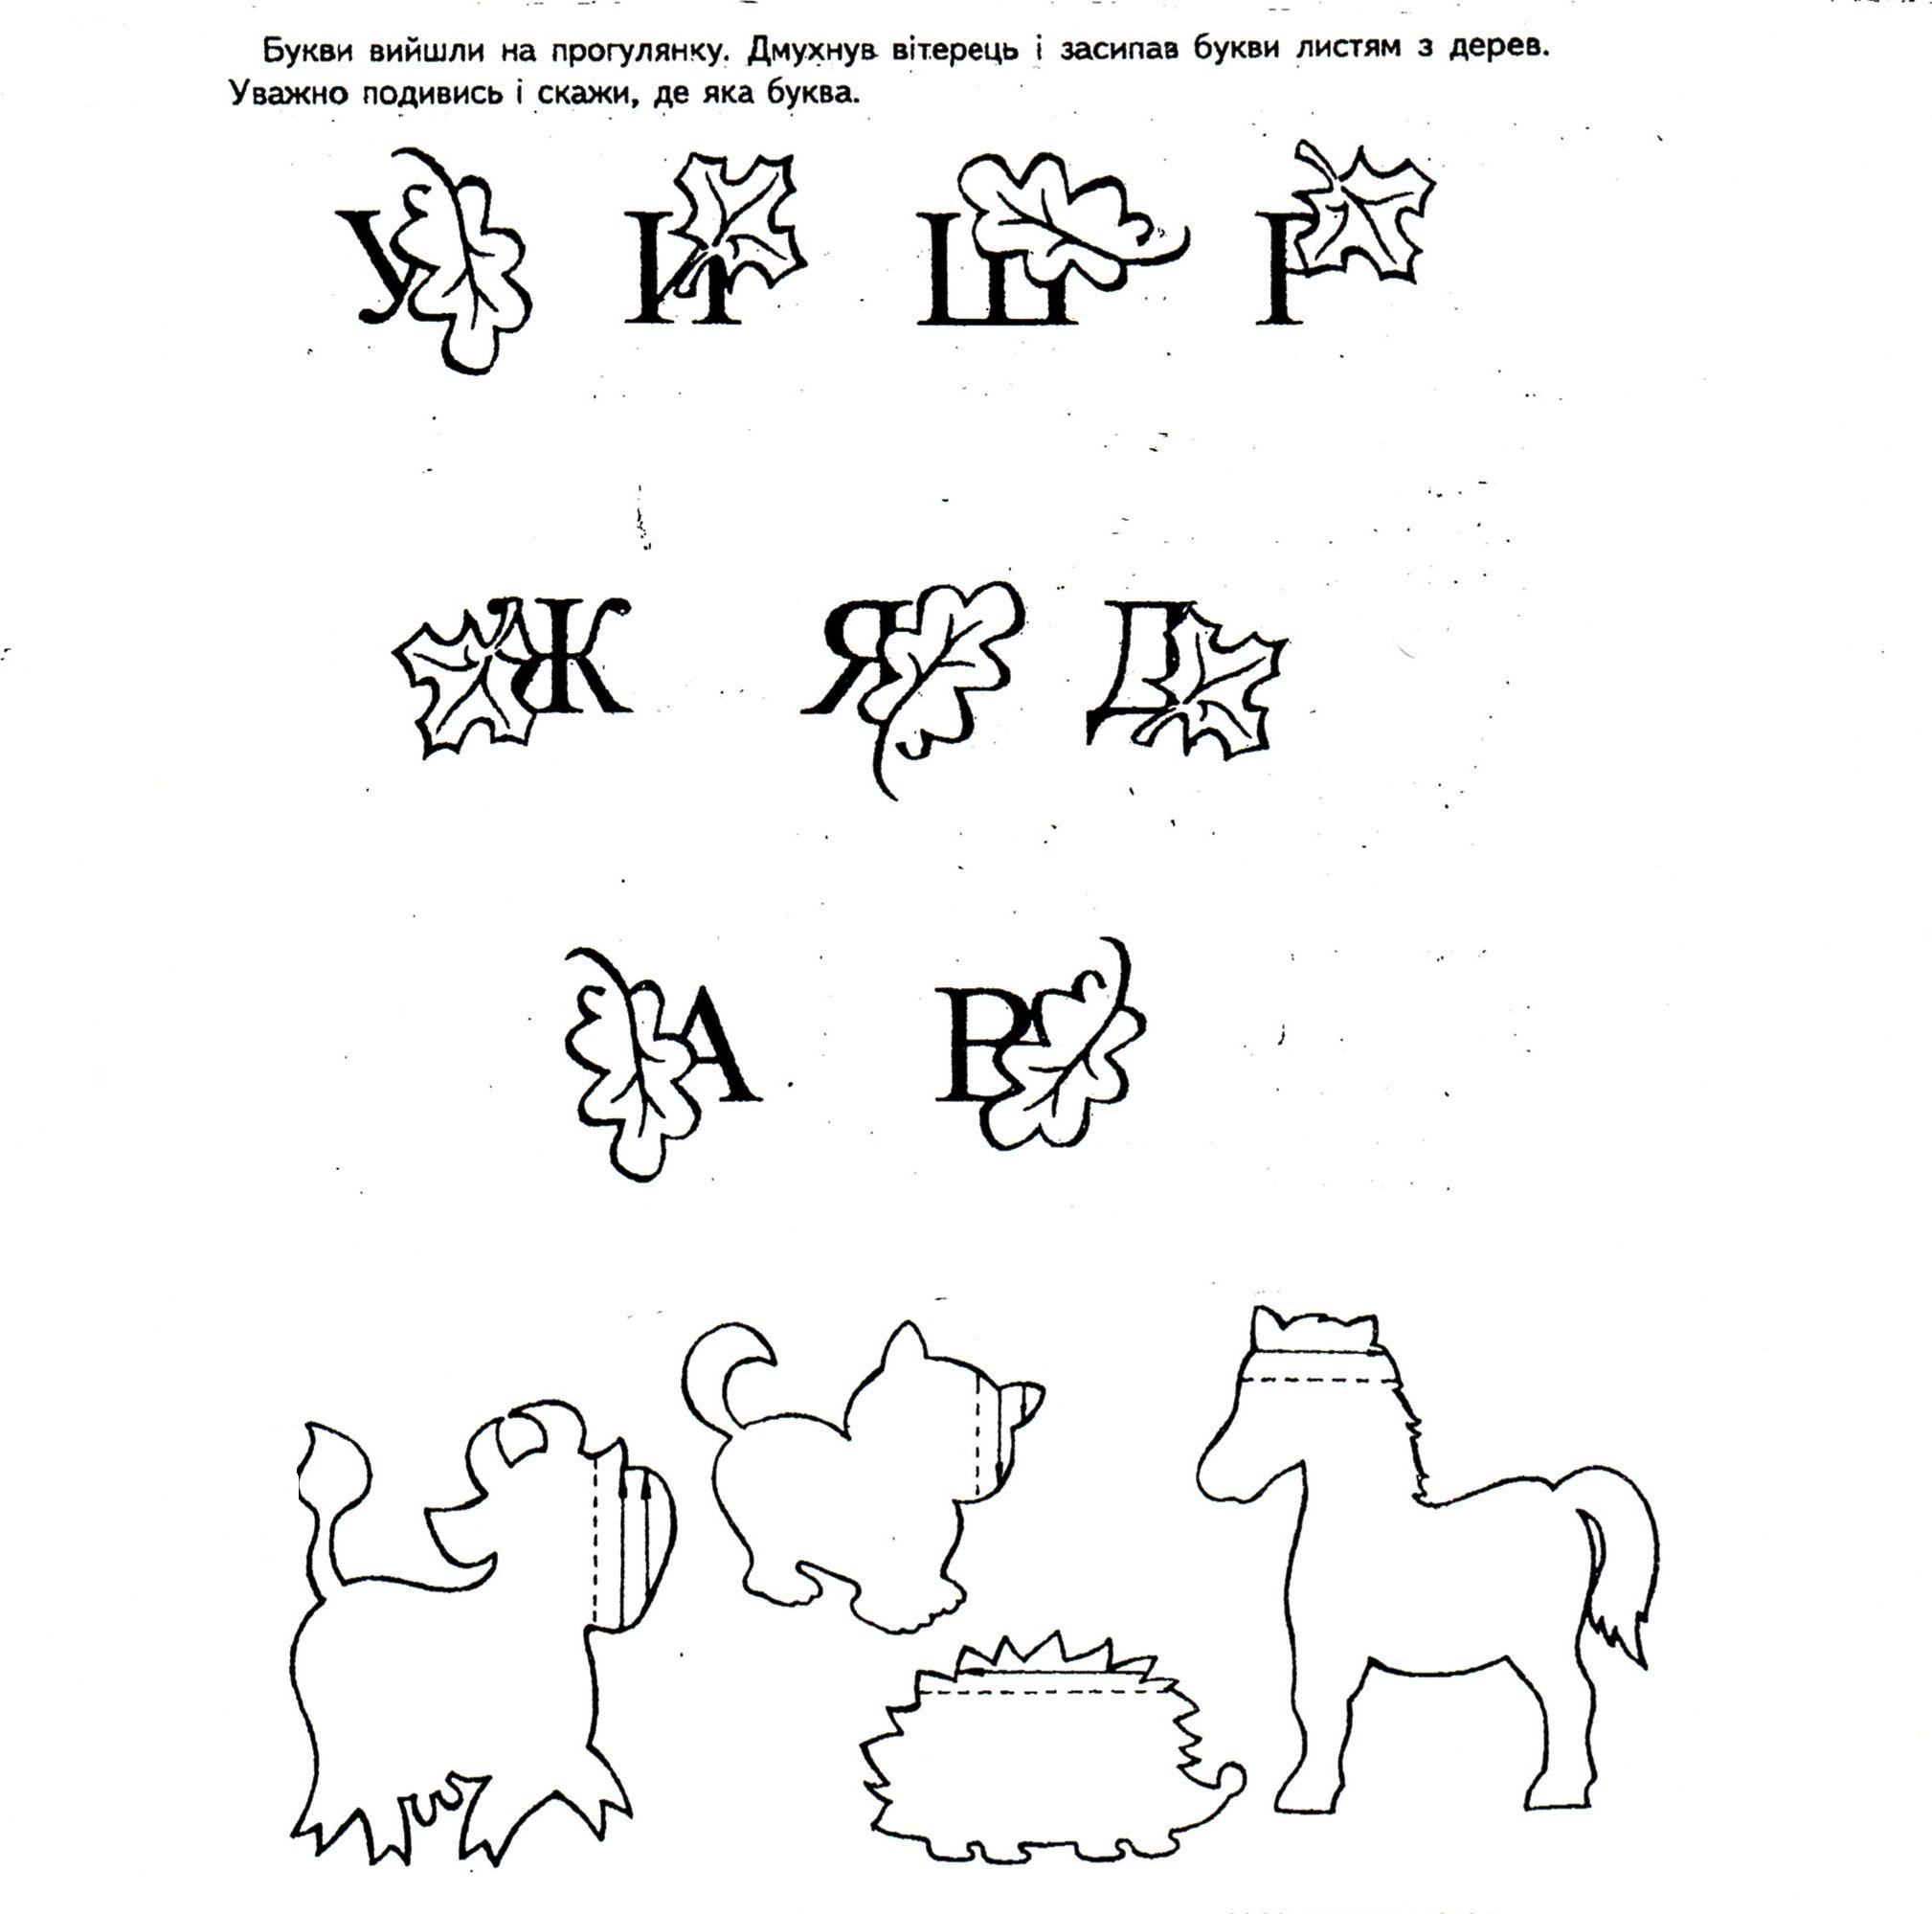 Букви вийшли на прогулянку. Дмухнув вітерець і засипав букви листям з дерев.
Уважно подивись і скажи, де яка буква.
У И Ш Г
Ж Я Д
А В